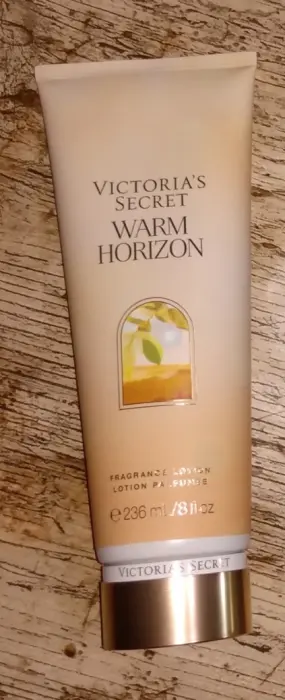 VICTORIA'S
SECRET
WARM
HORIZON
FRAGRANCE LOTION
LOTION PARFUMÉE
℮ 236 ml/8 fl oz
VICTORIA'S SECRET